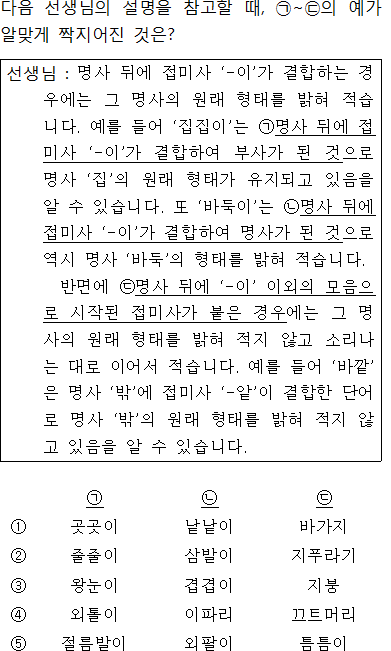 다음 선생님의 설명을 참고할 때, ㉠~㉢의 예가
알맞게 짝지어진 것은?
선생님 : 명사 뒤에 접미사 ‘-이’가 결합하는 경
우에는 그 명사의 원래 형태를 밝혀 적습
니다. 예를 들어 ‘집집이’는 ㉠명사 뒤에 접
미사 ‘-이’가 결합하여 부사가 된 것으로
명사 ‘집’의 원래 형태가 유지되고 있음을
알 수 있습니다. 또 ‘바둑이’는 ㉡명사 뒤에
접미사 ‘-이’가 결합하여 명사가 된 것으로
역시 명사 ‘바둑’의 형태를 밝혀 적습니다.
반면에 ㉢명사 뒤에 ‘-이’ 이외의 모음으
로 시작된 접미사가 붙은 경우에는 그 명
사의 원래 형태를 밝혀 적지 않고 소리나
는 대로 이어서 적습니다. 예를 들어 ‘바깥’
은 명사 ‘밖’에 접미사 ‘-앝’이 결합한 단어
로 명사 ‘밖’의 원래 형태를 밝혀 적지 않
고 있음을 알 수 있습니다.
㉠ ㉡ ㉢
① 곳곳이 낱낱이 바가지
② 줄줄이 삼발이 지푸라기
③ 왕눈이 겹겹이 지붕
④ 외톨이 이파리 끄트머리
⑤ 절름발이 외팔이 틈틈이